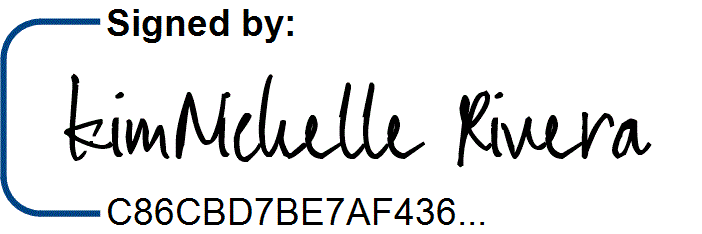 Signed by:
kimMchelle Rivera
C86CBD7BE7AF436...